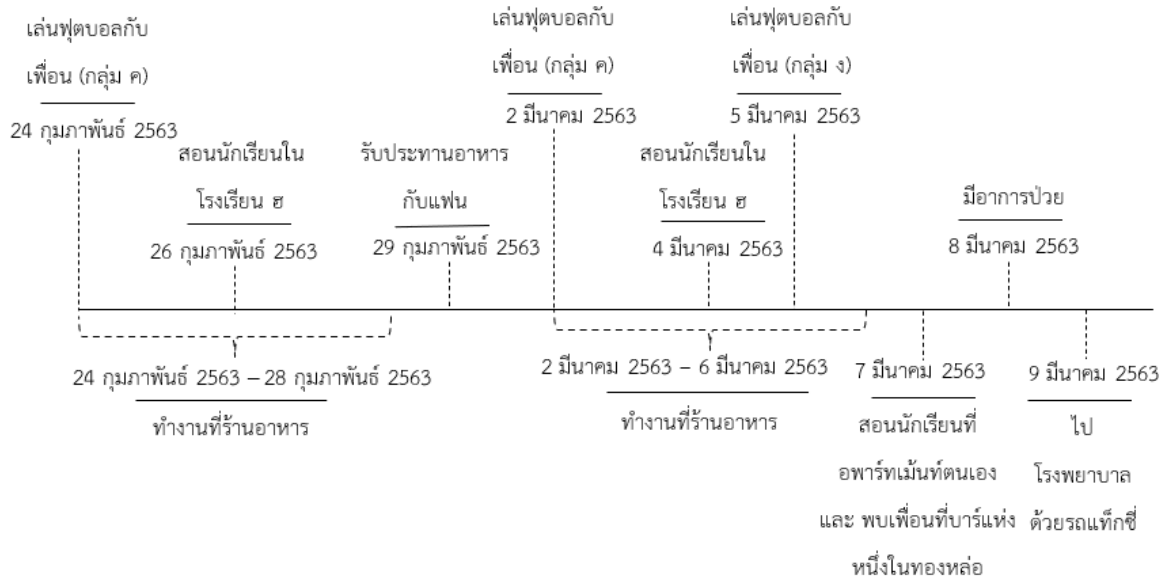 เล่นฟุตบอลกับ
เพื่อน (กลุ่ม ค)
24 กุมภาพันธ์ 2563
สอนนักเรียนใน
โรงเรียน ฮ
26 กุมภาพันธ์ 2563
รับประทานอาหาร
กับแฟน
29 กุมภาพันธ์ 2563
เล่นฟุตบอลกับ
เพื่อน (กลุ่ม ค)
2 มีนาคม 2563
สอนนักเรียนใน
โรงเรียน ฮ
4 มีนาคม 2563
เล่นฟุตบอลกับ
เพื่อน (กลุ่ม ง)
5 มีนาคม 2563
มีอาการป่วย
8 มีนาคม 2563
24 กุมภาพันธ์ 2563 – 28 กุมภาพันธ์ 2563
ทำงานที่ร้านอาหาร
2 มีนาคม 2563 – 6 มีนาคม 2563
ทำงานที่ร้านอาหาร
7 มีนาคม 2563
สอนนักเรียนที่
อพาร์ทเม้นท์ตนเอง
และ พบเพื่อนที่บาร์แห่ง
หนึ่งในทองหล่อ
9 มีนาคม 2563
ไป
โรงพยาบาล
ด้วยรถแท็กซี่